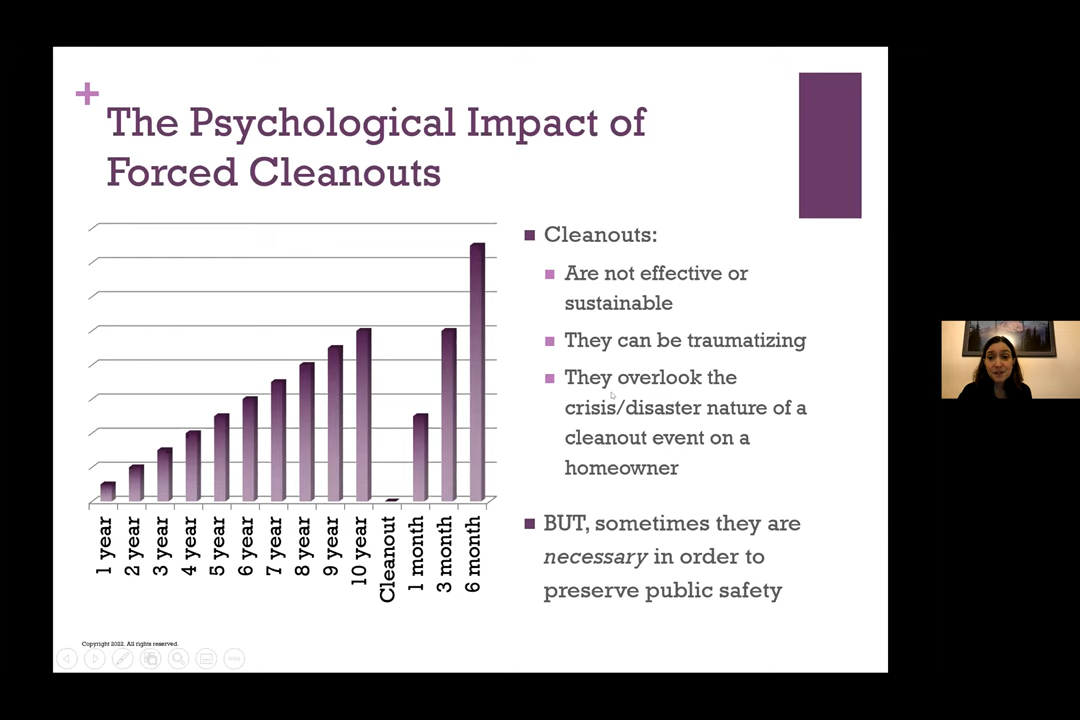 +
The Psychological Impact of
Forced Cleanouts
Cleanouts:
Are not effective or
sustainable
They can be traumatizing
They overlook the
crisis/disaster nature of a
cleanout event on a
homeowner
BUT, sometimes they are
necessary in order to
preserve public safety
1 year
2 year
3 year
4 year
5 year
6 year
7 year
8 year
9 year
10 year
Cleanout
1 month
3 month
6 month
Copyright 2022. All rights reserved.